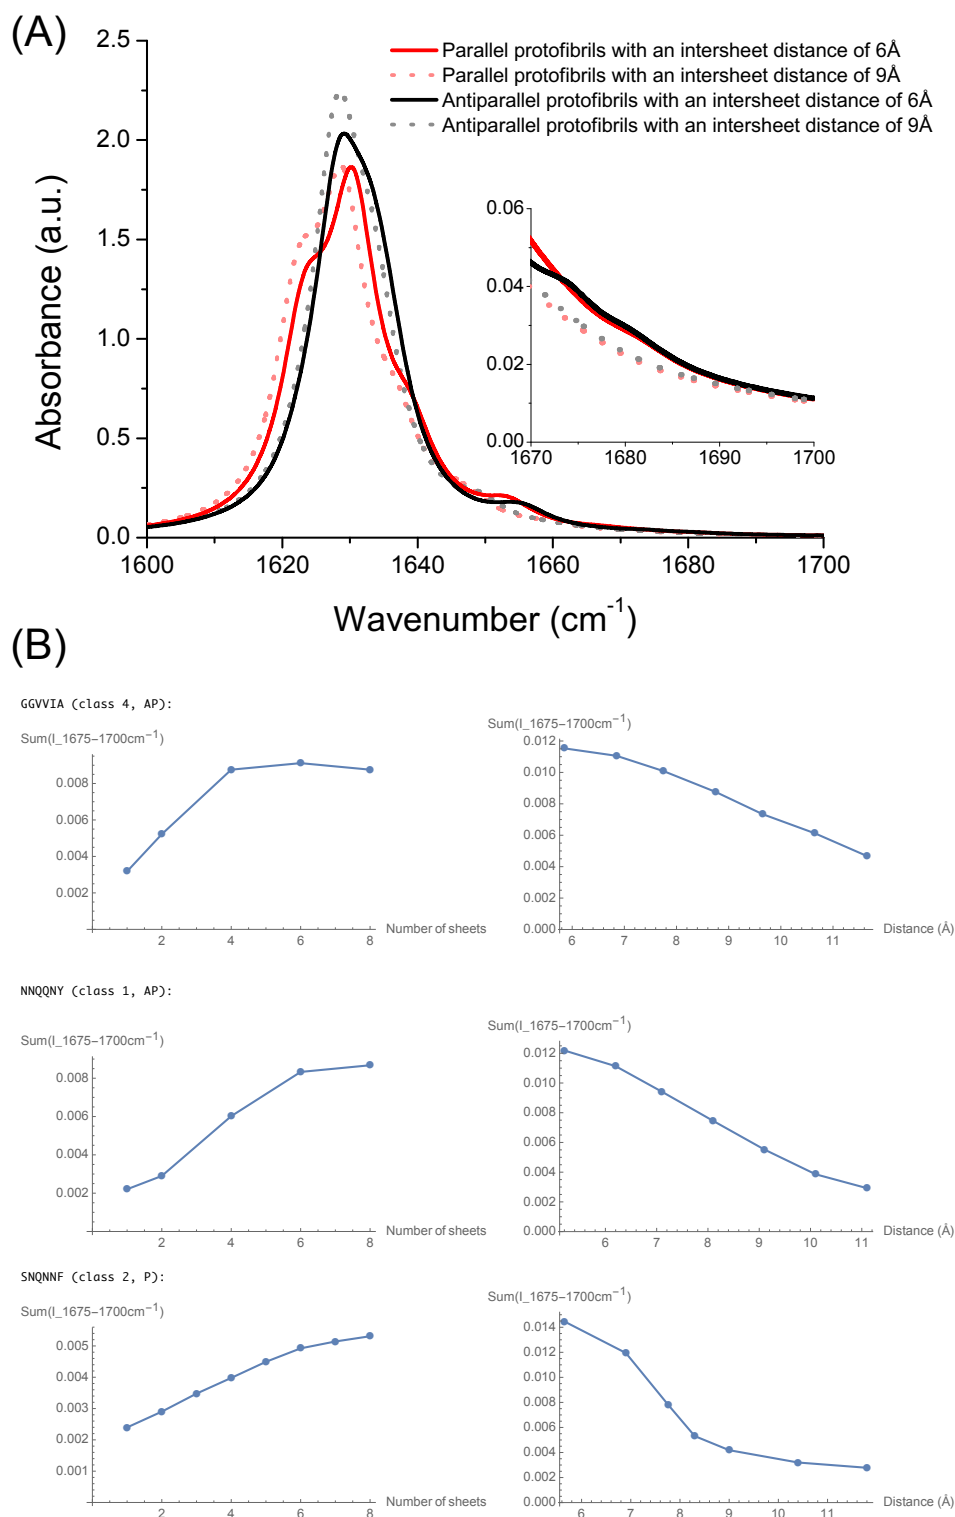 (A)
Parallel protofibrils with an intersheet distance of 6Å
Parallel protofibrils with an intersheet distance of 9Å
Antiparallel protofibrils with an intersheet distance of 6Å
Antiparallel protofibrils with an intersheet distance of 9Å
2.5
2.0
1.5
1.0
0.5
0.0
Absorbance (a.u.)
0.06
0.04
0.02
0.00
1670 1680 1690 1700
1600 1620 1640 1660 1680 1700
Wavenumber (cm⁻¹)
(B)
GGVVIA (class 4, AP):
Sum(I_1675–1700cm⁻¹)
0.008
0.006
0.004
0.002
2 4 6 8
Number of sheets
Sum(I_1675–1700cm⁻¹)
0.012
0.010
0.008
0.006
0.004
0.002
0.000
6 7 8 9 10 11
Distance (Å)
NNQQNY (class 1, AP):
Sum(I_1675–1700cm⁻¹)
0.008
0.006
0.004
0.002
2 4 6 8
Number of sheets
Sum(I_1675–1700cm⁻¹)
0.012
0.010
0.008
0.006
0.004
0.002
0.000
6 7 8 9 10 11
Distance (Å)
SNQNNF (class 2, P):
Sum(I_1675–1700cm⁻¹)
0.005
0.004
0.003
0.002
0.001
2 4 6 8
Number of sheets
Sum(I_1675–1700cm⁻¹)
0.014
0.012
0.010
0.008
0.006
0.004
0.002
0.000
6 7 8 9 10 11
Distance (Å)